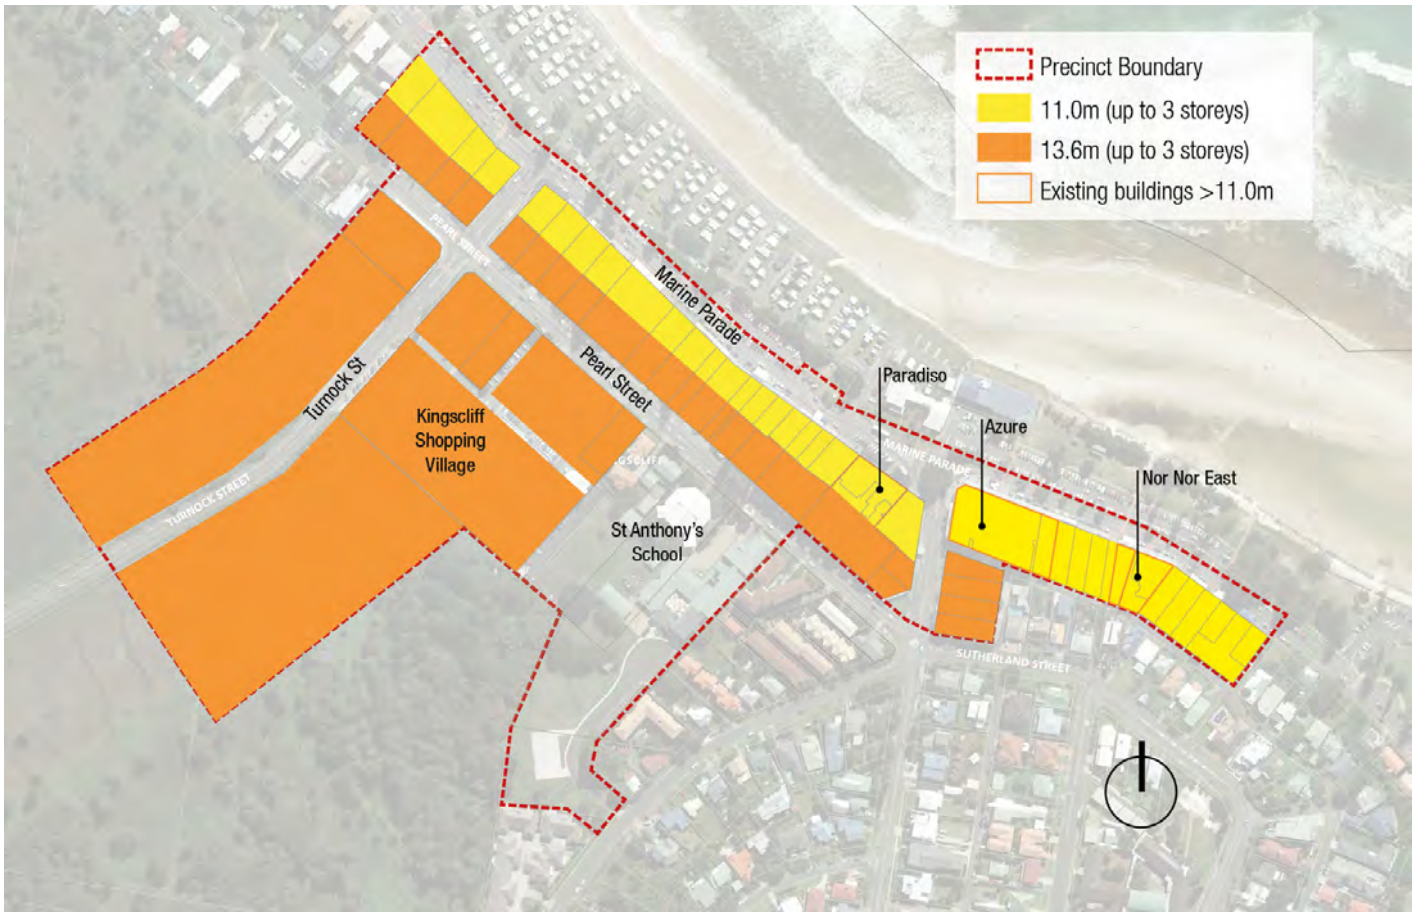 Precinct Boundary
11.0m (up to 3 storeys)
13.6m (up to 3 storeys)
Existing buildings >11.0m
PEARL STREET
Marine Parade
Turnock St
Pearl Street
Paradiso
Kingscliff
Shopping
Village
Azure
MARINE PARADE
Nor Nor East
TURNOCK STREET
St Anthony's
School
SUTHERLAND STREET